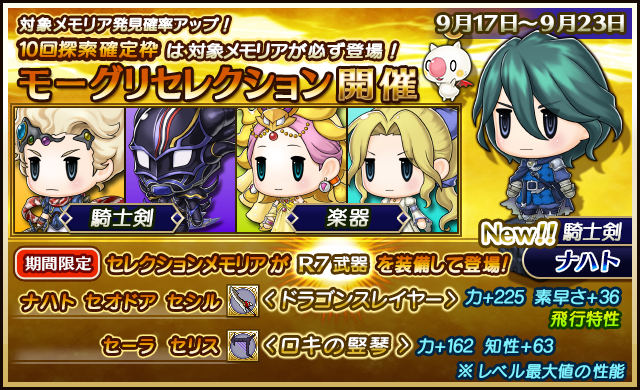 対象メモリア発見確率アップ！
9月17日～9月23日
10回探索確定枠 は対象メモリアが必ず登場！
モーグリセレクション開催
騎士剣
楽器
New!! 騎士剣
ナハト
期間限定 セレクションメモリアが R7武器 を装備して登場！
ナハト セオドア セシル <ドラゴンスレイヤー> 力+225 素早さ+36
飛行特性
セーラ セリス <ロキの竪琴> 力+162 知性+63
※レベル最大値の性能